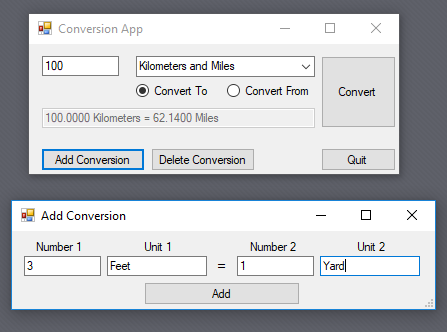 Conversion App
100 Kilometers and Miles
Convert To Convert From
Convert
100.0000 Kilometers = 62.1400 Miles
Add Conversion Delete Conversion Quit
Add Conversion
Number 1 Unit 1 Number 2 Unit 2
3 Feet = 1 Yard
Add